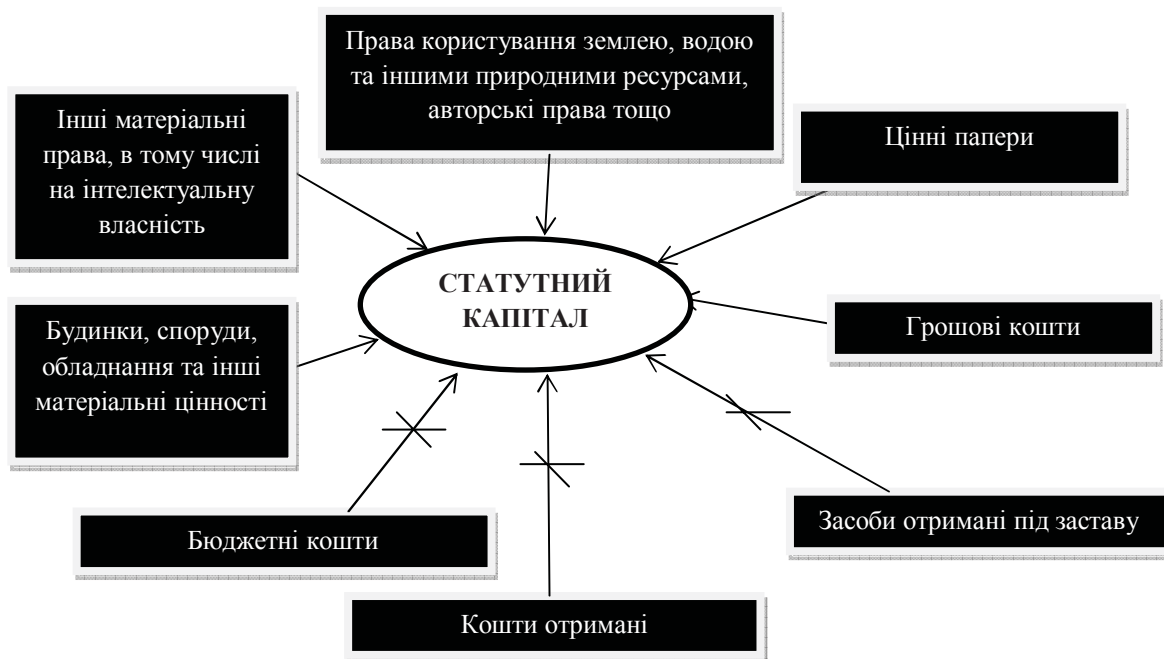 Права користування землею, водою
та іншими природними ресурсами,
авторські права тощо
Інші матеріальні
права, в тому числі
на інтелектуальну
власність
Цінні папери
СТАТУТНИЙ
КАПІТАЛ
Грошові кошти
Будинки, споруди,
обладнання та інші
матеріальні цінності
Засоби отримані під заставу
Бюджетні кошти
Кошти отримані